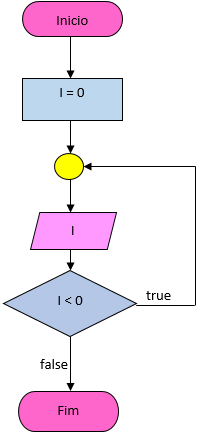 Inicio
I = 0
I
I < 0
true
false
Fim